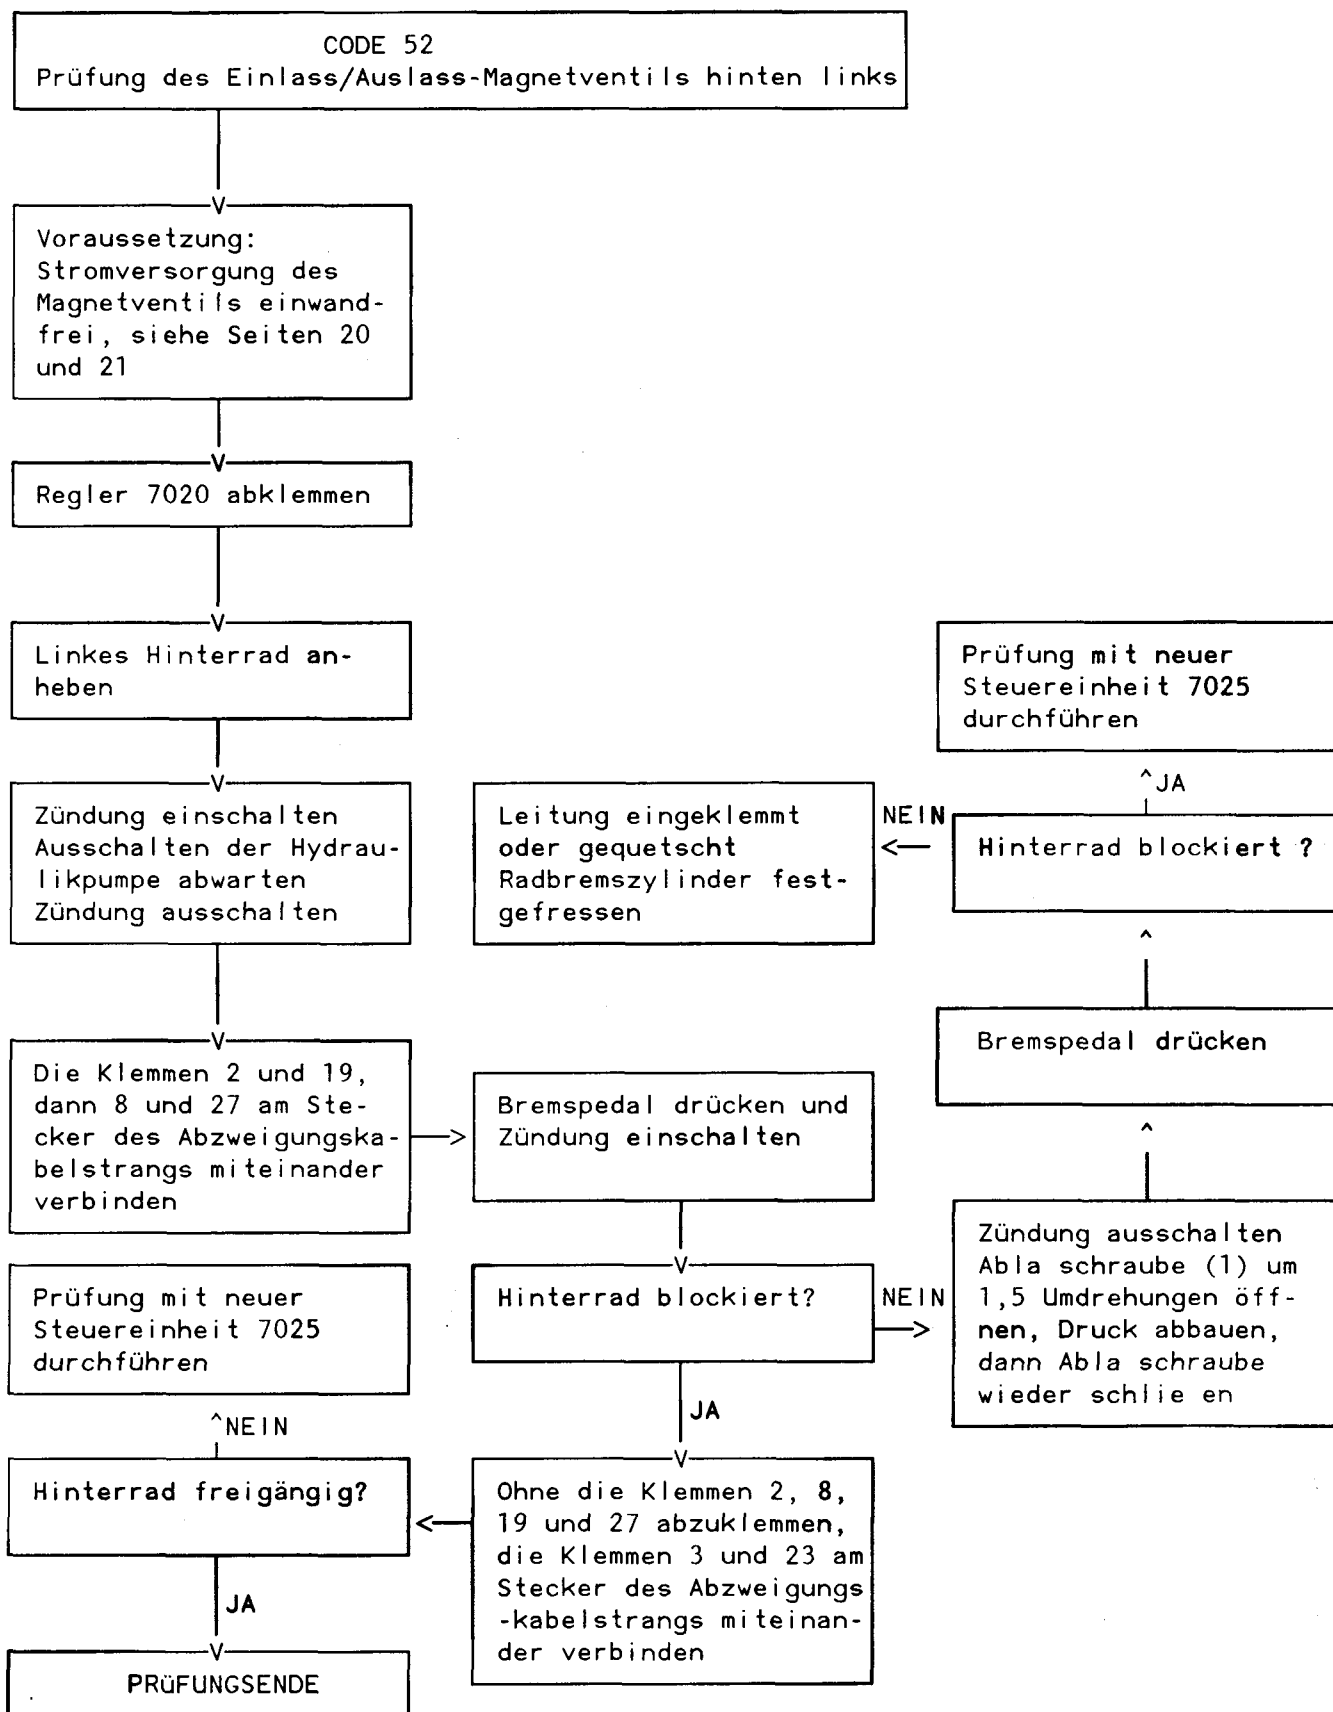 CODE 52
Prüfung des Einlass/Auslass-Magnetventils hinten links
V
Voraussetzung:
Stromversorgung des
Magnetventils einwand-
frei, siehe Seiten 20
und 21
V
Regler 7020 abklemmen
V
Linkes Hinterrad an-
heben
V
Zündung einschalten
Ausschalten der Hydrau-
likpumpe abwarten
Zündung ausschalten
V
Die Klemmen 2 und 19,
dann 8 und 27 am Ste-
cker des Abzweigungska-
belstrangs miteinander
verbinden
>
Bremspedal drücken und
Zündung einschalten
V
Hinterrad blockiert?
NEIN
>
Zündung ausschalten
Abla schraube (1) um
1,5 Umdrehungen öff-
nen, Druck abbauen,
dann Abla schraube
wieder schlie en
^
Bremspedal drücken
^
Hinterrad blockiert ?
NEIN
<
Leitung eingeklemmt
oder gequetscht
Radbremszylinder fest-
gefressen
^JA
Prüfung mit neuer
Steuereinheit 7025
durchführen
JA
V
Ohne die Klemmen 2, 8,
19 und 27 abzuklemmen,
die Klemmen 3 und 23 am
Stecker des Abzweigungs
-kabelstrangs miteinan-
der verbinden
<
Hinterrad freigängig?
^NEIN
Prüfung mit neuer
Steuereinheit 7025
durchführen
JA
V
PRüFUNGSENDE